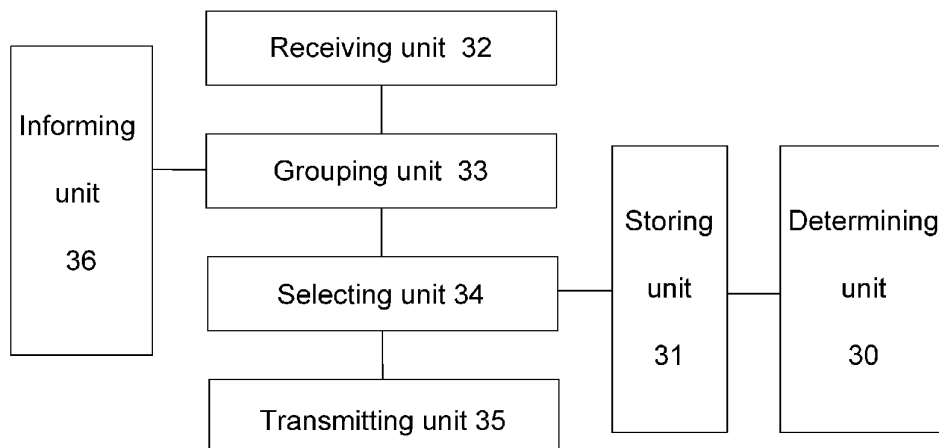 Receiving unit 32
Informing
unit
36
Grouping unit 33
Selecting unit 34
Transmitting unit 35
Storing
unit
31
Determining
unit
30